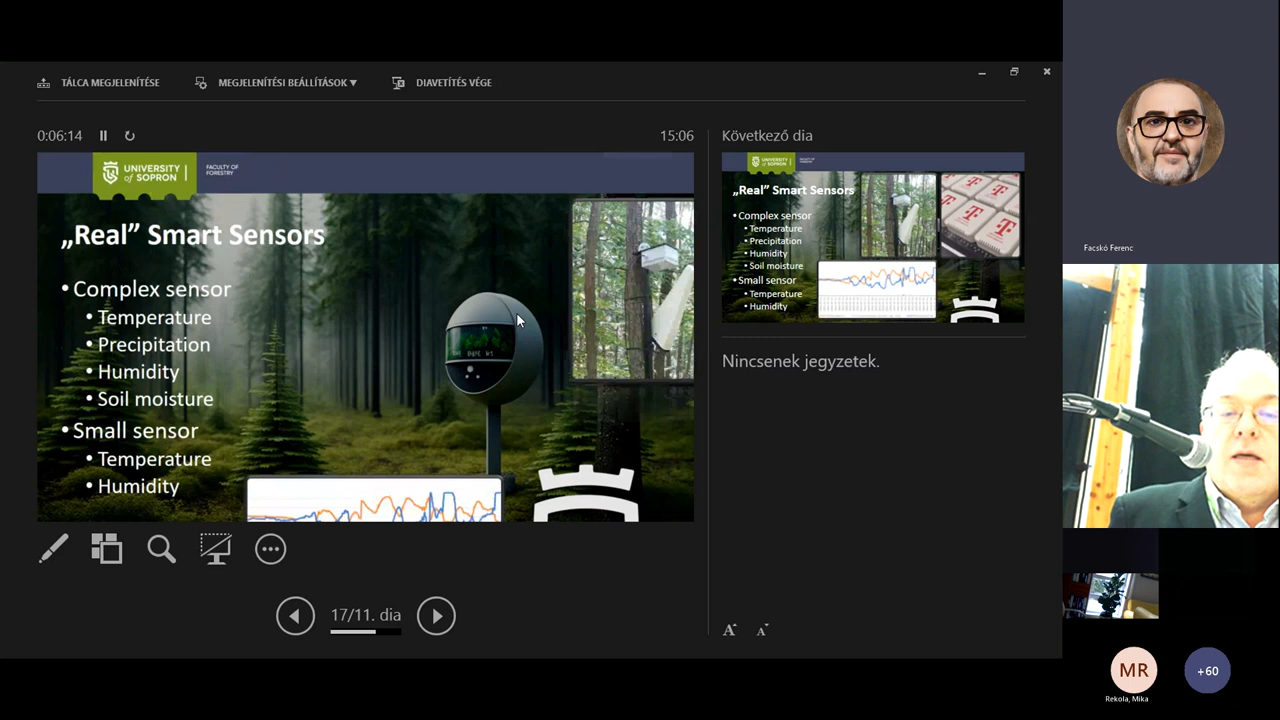 TÁLCA MEGJELENÍTÉSE
MEGJELENÍTÉSI BEÁLLÍTÁSOK
DIAVETÍTÉS VÉGE
0:06:14
15:06
UNIVERSITY
of SOPRON
FACULTY OF
FORESTRY
„Real” Smart Sensors
• Complex sensor
• Temperature
• Precipitation
• Humidity
• Soil moisture
• Small sensor
• Temperature
• Humidity
17/11. dia
Következő dia
UNIVERSITY
of SOPRON
„Real” Smart Sensors
• Complex sensor
• Temperature
• Precipitation
• Humidity
• Soil moisture
• Small sensor
• Temperature
• Humidity
Nincsenek jegyzetek.
A
A
Facskó Ferenc
MR
Rekola, Mika
+60